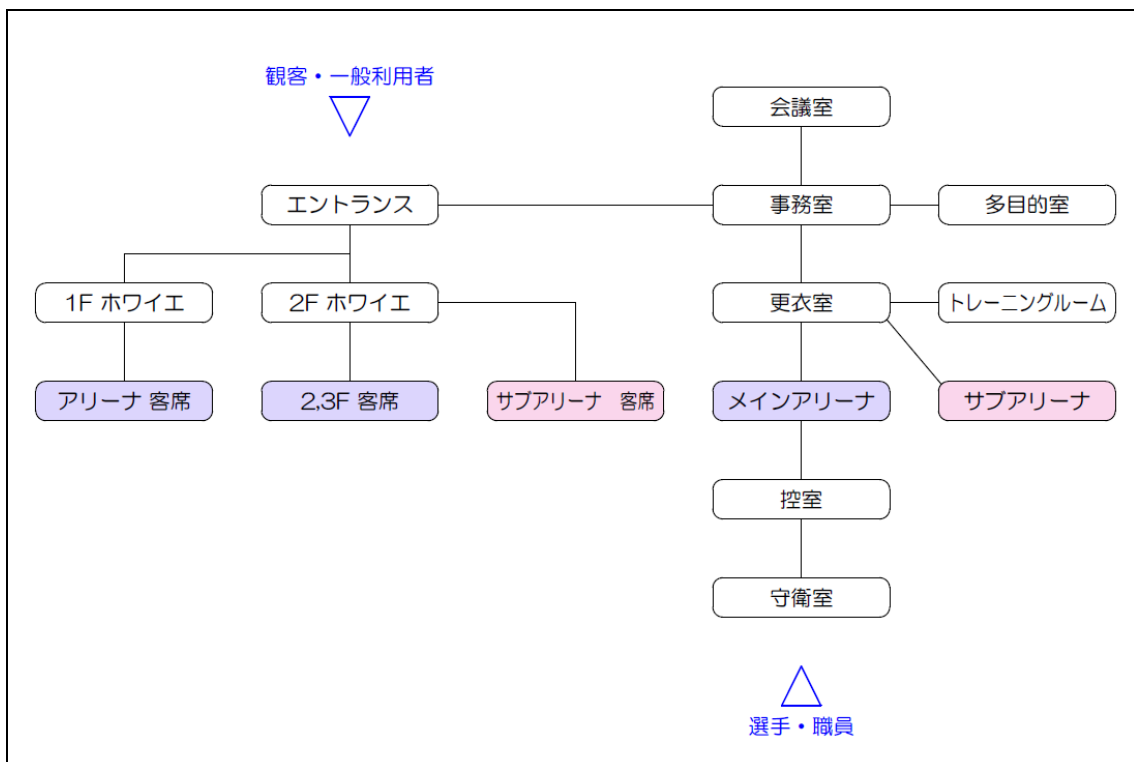 観客・一般利用者
会議室
エントランス
事務室
多目的室
1F ホワイエ
2F ホワイエ
更衣室
トレーニングルーム
アリーナ 客席
2,3F 客席
サブアリーナ 客席
メインアリーナ
サブアリーナ
控室
守衛室
選手・職員